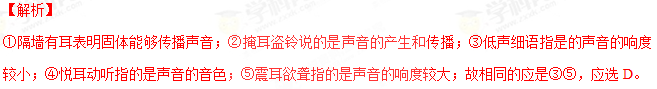 【解析】
①隔墙有耳表明固体能够传播声音；②掩耳盗铃说的是声音的产生和传播；③低声细语指是的声音的响度
较小；④悦耳动听指的是声音的音色；⑤震耳欲聋指的是声音的响度较大；故相同的应是③⑤，应选 D。